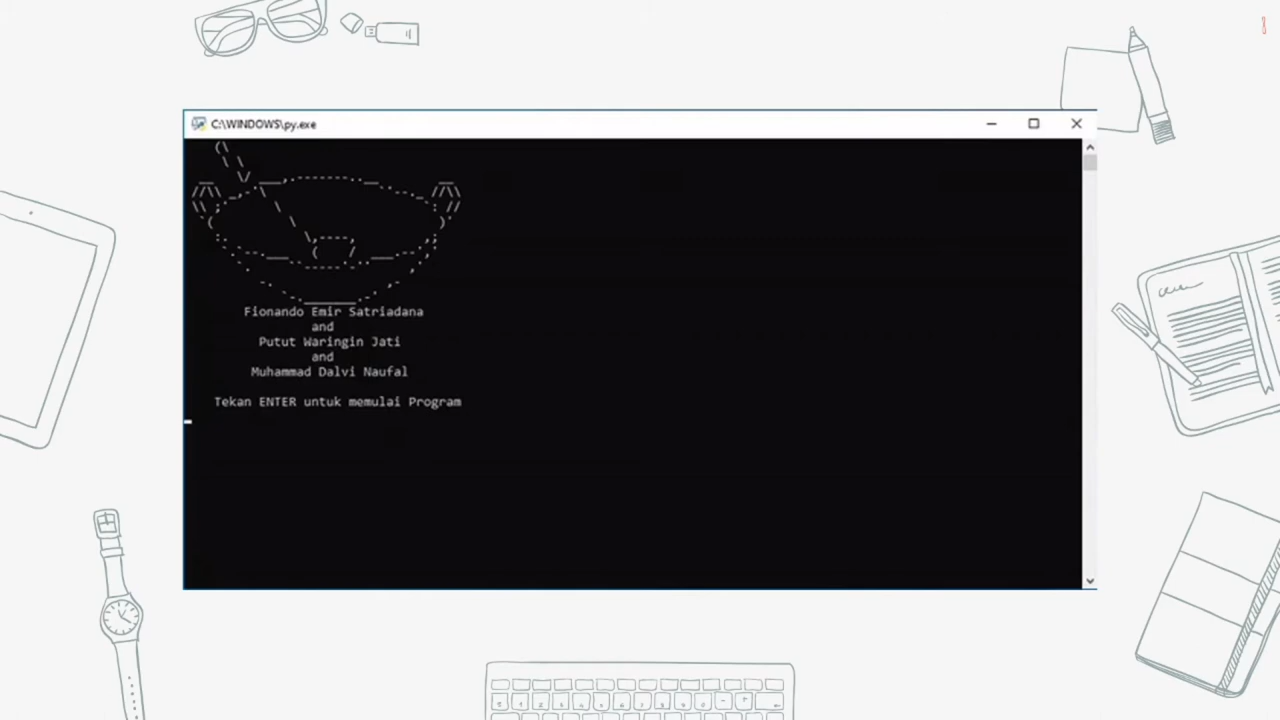 C:\WINDOWS\py.exe
Fionando Emir Satriadana
and
Putut Waringin Jati
and
Muhammad Dalvi Naufal
Tekan ENTER untuk memulai Program